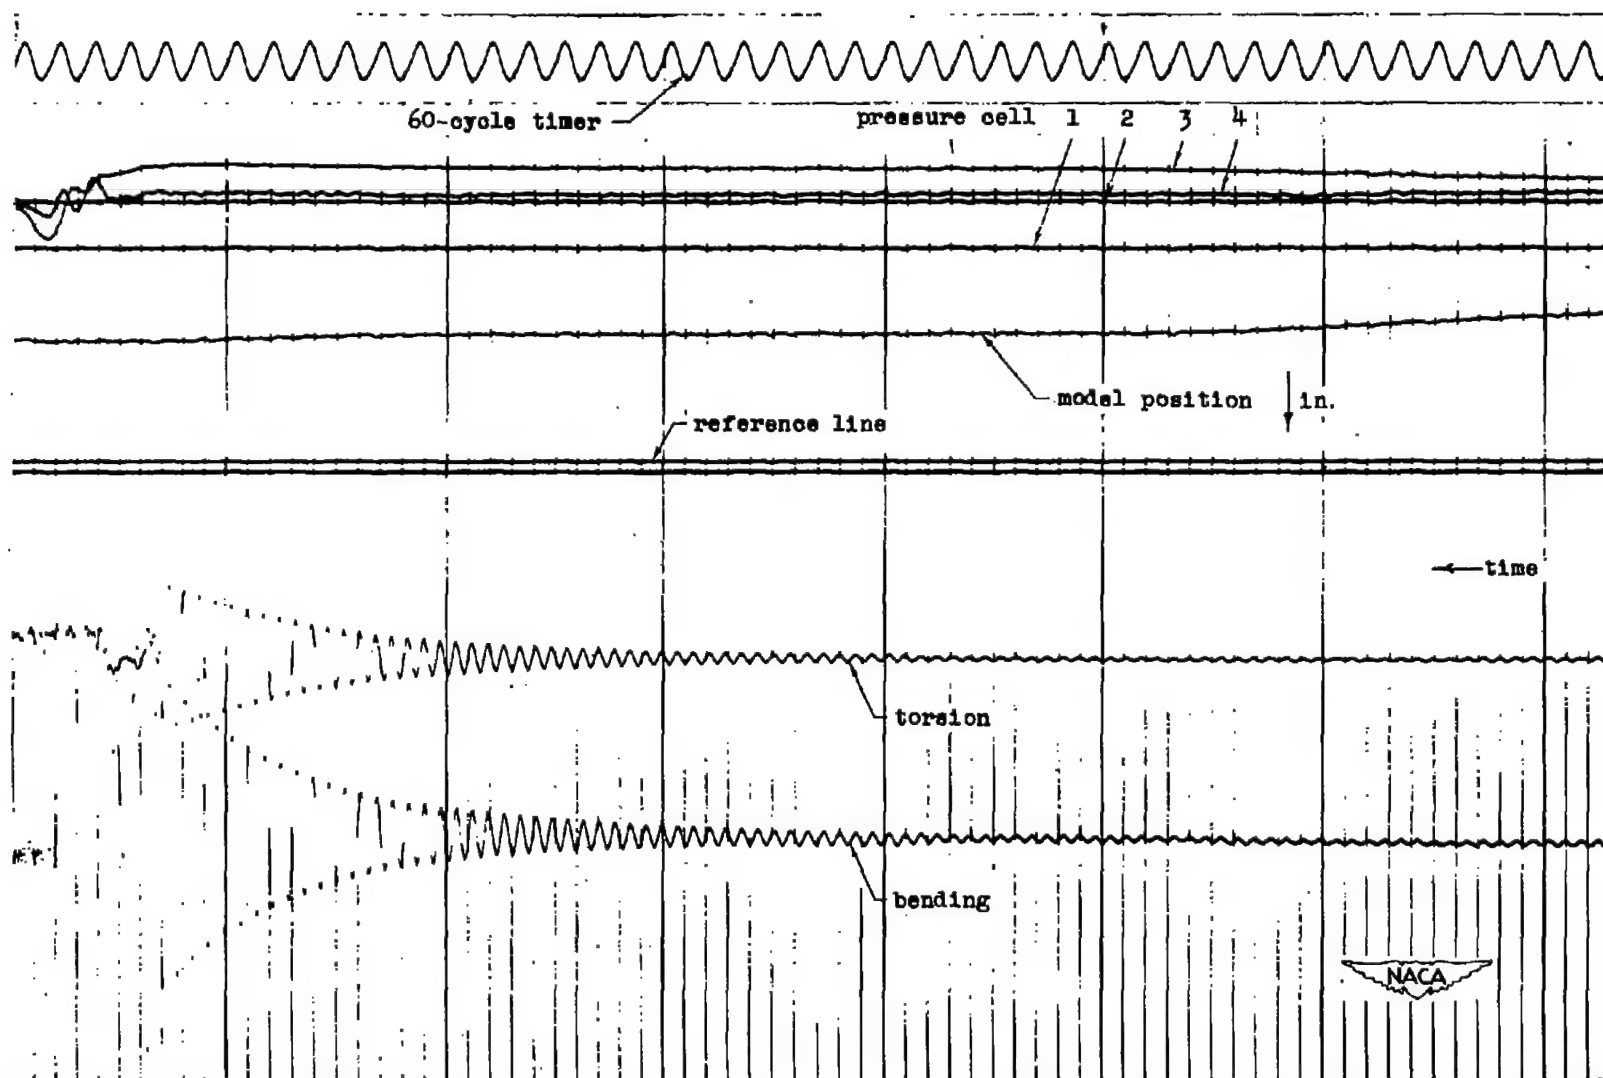 60-cycle timer
pressure cell 1 2 3 4
model position
in.
reference line
time
torsion
bending
NACA